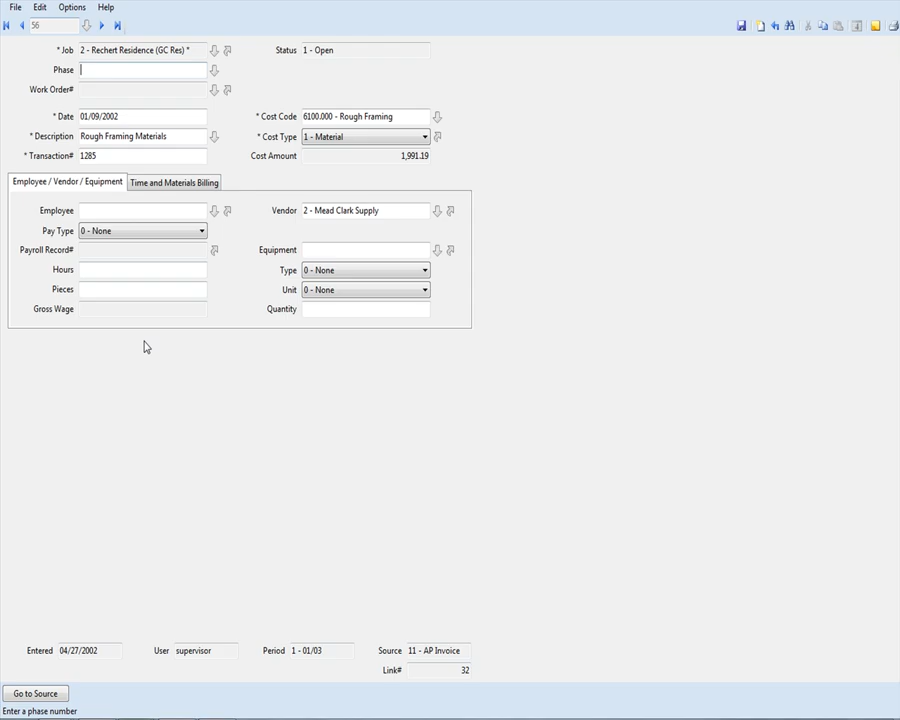 File Edit Options Help
56
* Job 2 - Rechert Residence (GC Res) * Status 1 - Open
Phase
Work Order#
* Date 01/09/2002 * Cost Code 6100.000 - Rough Framing
* Description Rough Framing Materials * Cost Type 1 - Material
* Transaction# 1285 Cost Amount 1,991.19
Employee / Vendor / Equipment Time and Materials Billing
Employee Vendor 2 - Mead Clark Supply
Pay Type 0 - None
Payroll Record# Equipment
Hours Type 0 - None
Pieces Unit 0 - None
Gross Wage Quantity
Entered 04/27/2002 User supervisor Period 1 - 01/03 Source 11 - AP Invoice
Link# 32
Go to Source
Enter a phase number